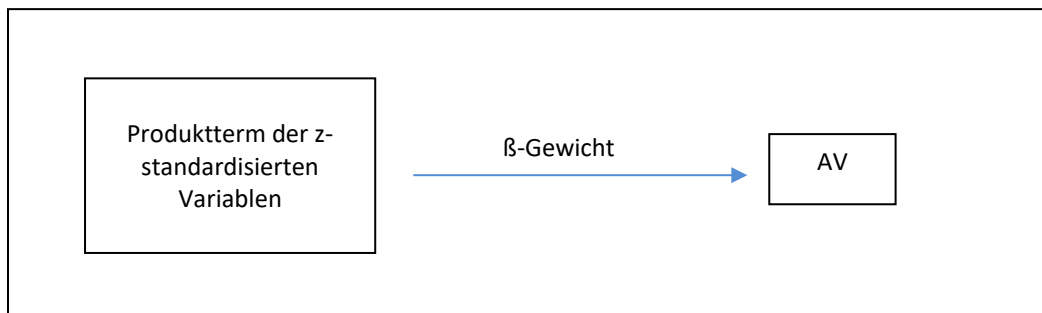 Produktterm der z-
standardisierten
Variablen
ß-Gewicht
AV